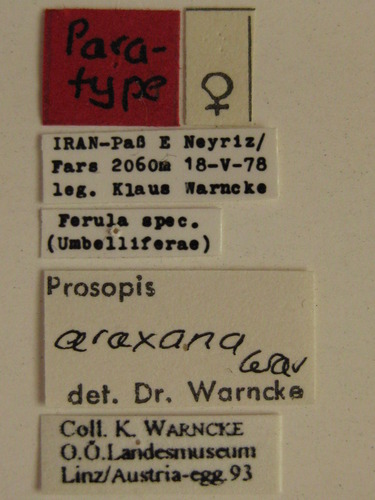 Para-
type
♀
IRAN-Paß E Neyriz/
Fars 2060m 18-V-78
leg. Klaus Warncke
Ferula spec.
(Umbelliferae)
Prosopis
araxana
War
det. Dr. Warncke
Coll. K. WARNCKE
O.Ö.Landesmuseum
Linz/Austria-egg.93